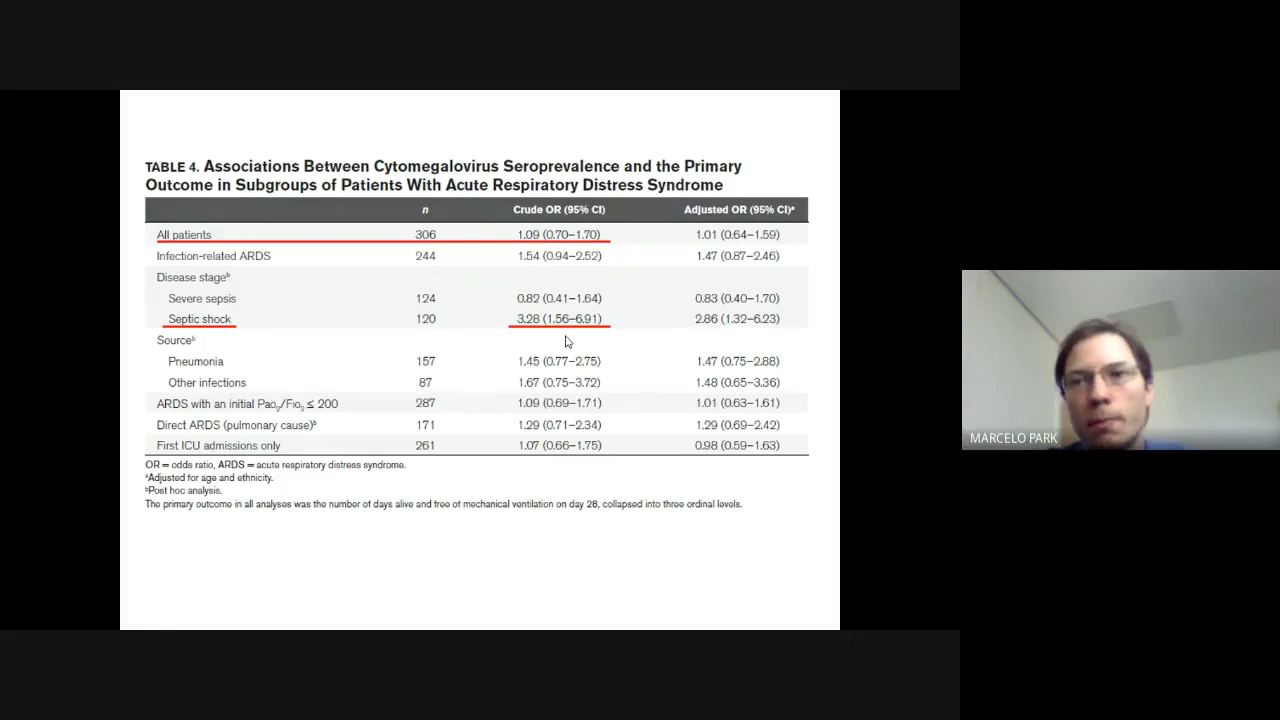 TABLE 4. Associations Between Cytomegalovirus Seroprevalence and the Primary
Outcome in Subgroups of Patients With Acute Respiratory Distress Syndrome
n Crude OR (95% CI) Adjusted OR (95% CI)ᵃ
All patients 306 1.09 (0.70–1.70) 1.01 (0.64–1.59)
Infection-related ARDS 244 1.54 (0.94–2.52) 1.47 (0.87–2.46)
Disease stageᵇ
Severe sepsis 124 0.82 (0.41–1.64) 0.83 (0.40–1.70)
Septic shock 120 3.28 (1.56–6.91) 2.86 (1.32–6.23)
Sourceᵇ
Pneumonia 157 1.45 (0.77–2.75) 1.47 (0.75–2.88)
Other infections 87 1.67 (0.75–3.72) 1.48 (0.65–3.36)
ARDS with an initial Pao₂/Fio₂ ≤ 200 287 1.09 (0.69–1.71) 1.01 (0.63–1.61)
Direct ARDS (pulmonary cause)ᵇ 171 1.29 (0.71–2.34) 1.29 (0.69–2.42)
First ICU admissions only 261 1.07 (0.66–1.75) 0.98 (0.59–1.63)
OR = odds ratio, ARDS = acute respiratory distress syndrome.
ᵃAdjusted for age and ethnicity.
ᵇPost hoc analysis.
The primary outcome in all analyses was the number of days alive and free of mechanical ventilation on day 28, collapsed into three ordinal levels.
MARCELO PARK